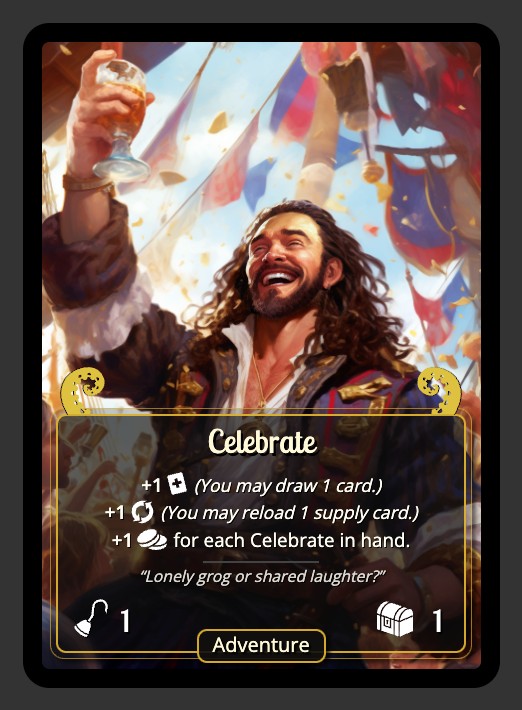 Celebrate
+1 (You may draw 1 card.)
+1 (You may reload 1 supply card.)
+1 for each Celebrate in hand.
“Lonely grog or shared laughter?”
1
1
Adventure